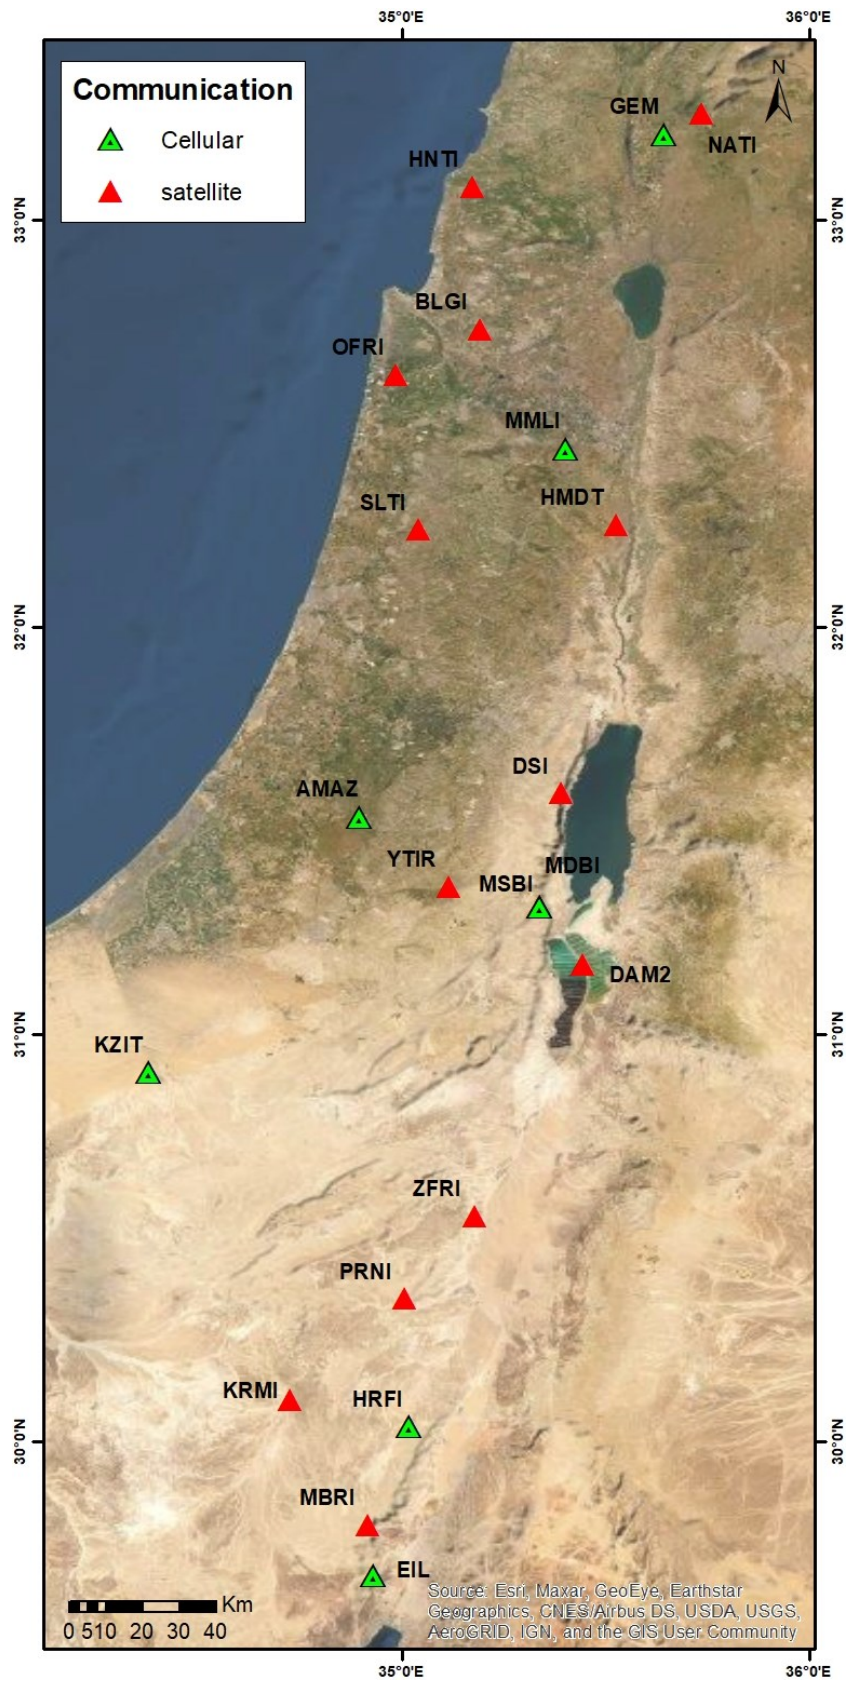 35°0'E
36°0'E
Communication
Cellular
satellite
N
GEM
NATI
HNTI
33°0'N
33°0'N
BLGI
OFRI
MMLI
HMDT
SLTI
32°0'N
32°0'N
DSI
AMAZ
YTIR
MDBI
MSBI
DAM2
31°0'N
31°0'N
KZIT
ZFRI
PRNI
KRMI
HRFI
30°0'N
30°0'N
MBRI
EIL
Km
0 510 20 30 40
Source: Esri, Maxar, GeoEye, Earthstar
Geographics, CNES/Airbus DS, USDA, USGS,
AeroGRID, IGN, and the GIS User Community
35°0'E
36°0'E